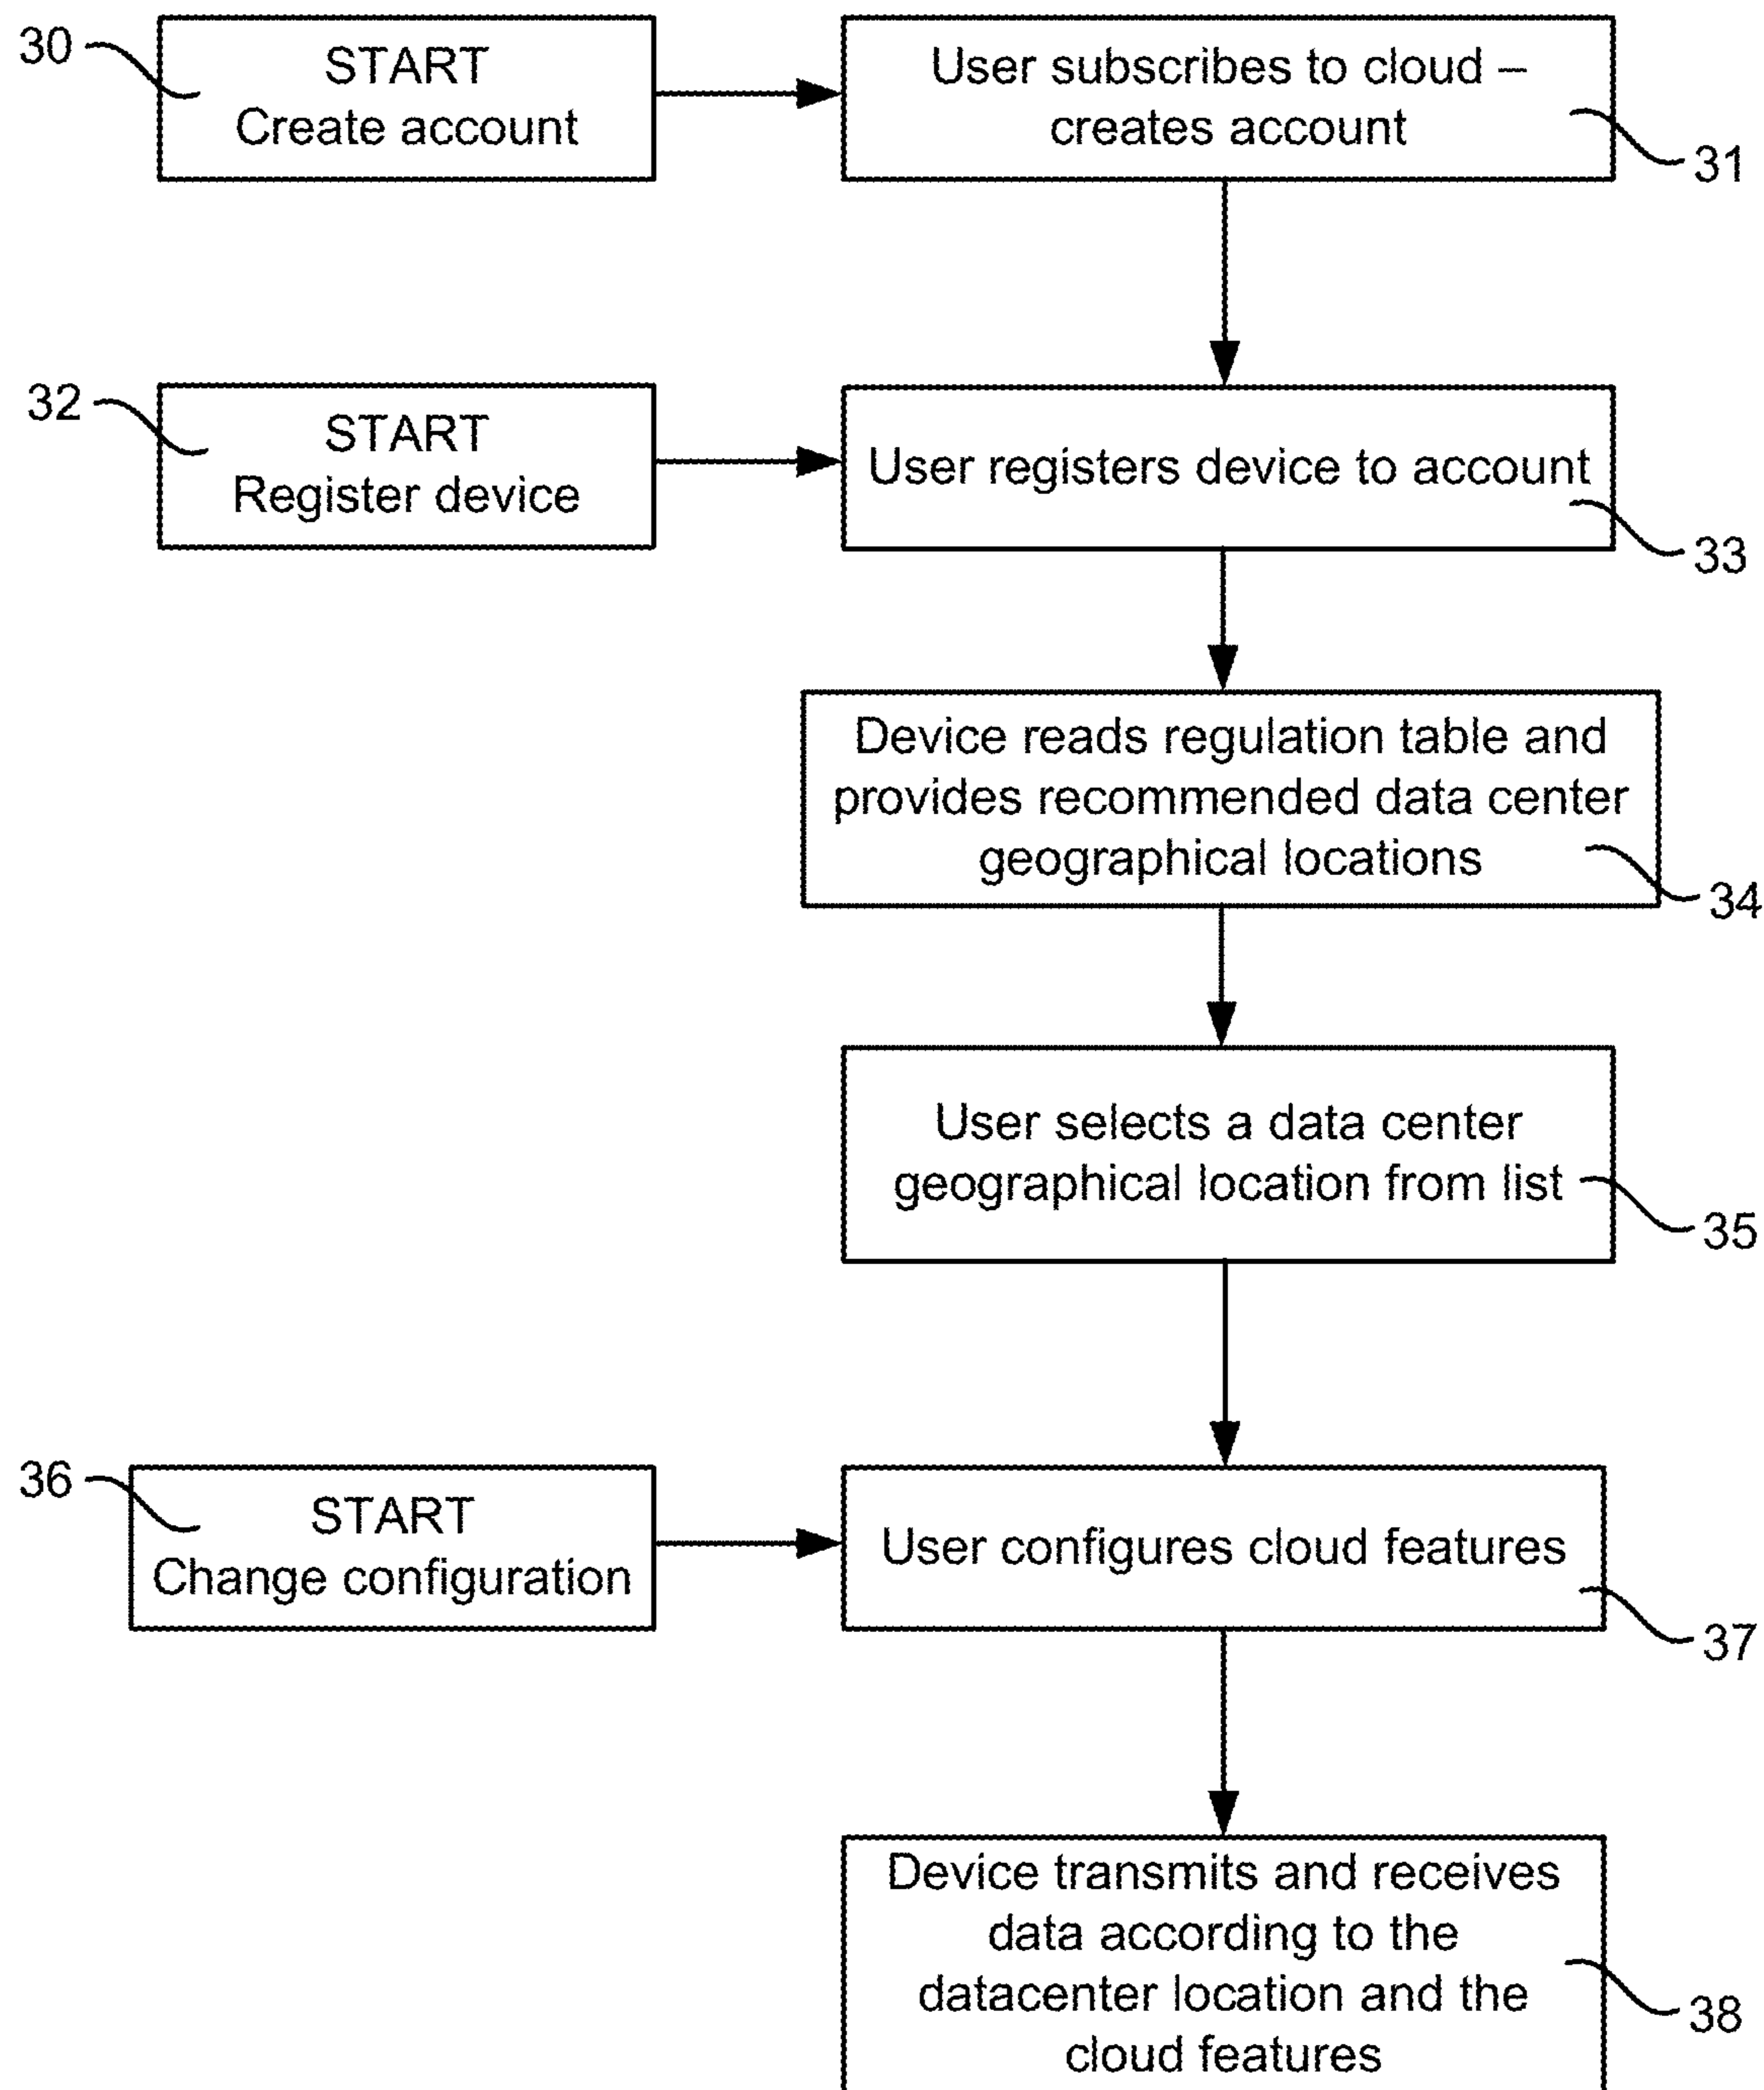 30
START
Create account
User subscribes to cloud –
creates account
31
32
START
Register device
User registers device to account
33
Device reads regulation table and
provides recommended data center
geographical locations
34
User selects a data center
geographical location from list
35
36
START
Change configuration
User configures cloud features
37
Device transmits and receives
data according to the
datacenter location and the
cloud features
38